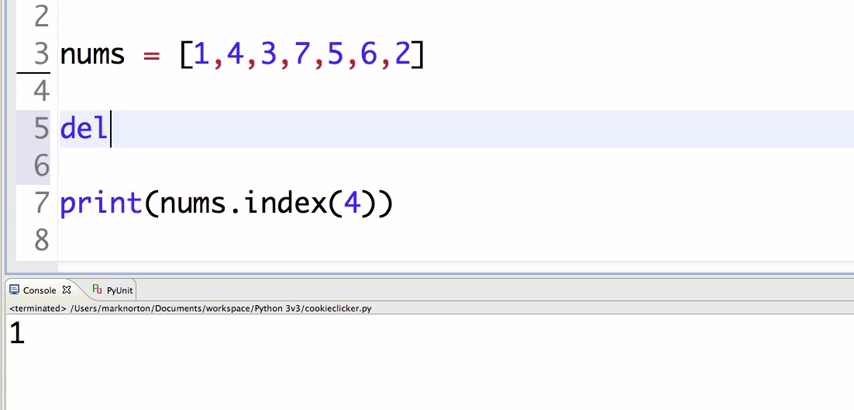 2
3 nums = [1,4,3,7,5,6,2]
4
5 del
6
7 print(nums.index(4))
8
Console PyUnit
<terminated> /Users/marknorton/Documents/workspace/Python 3v3/cookieclicker.py
1